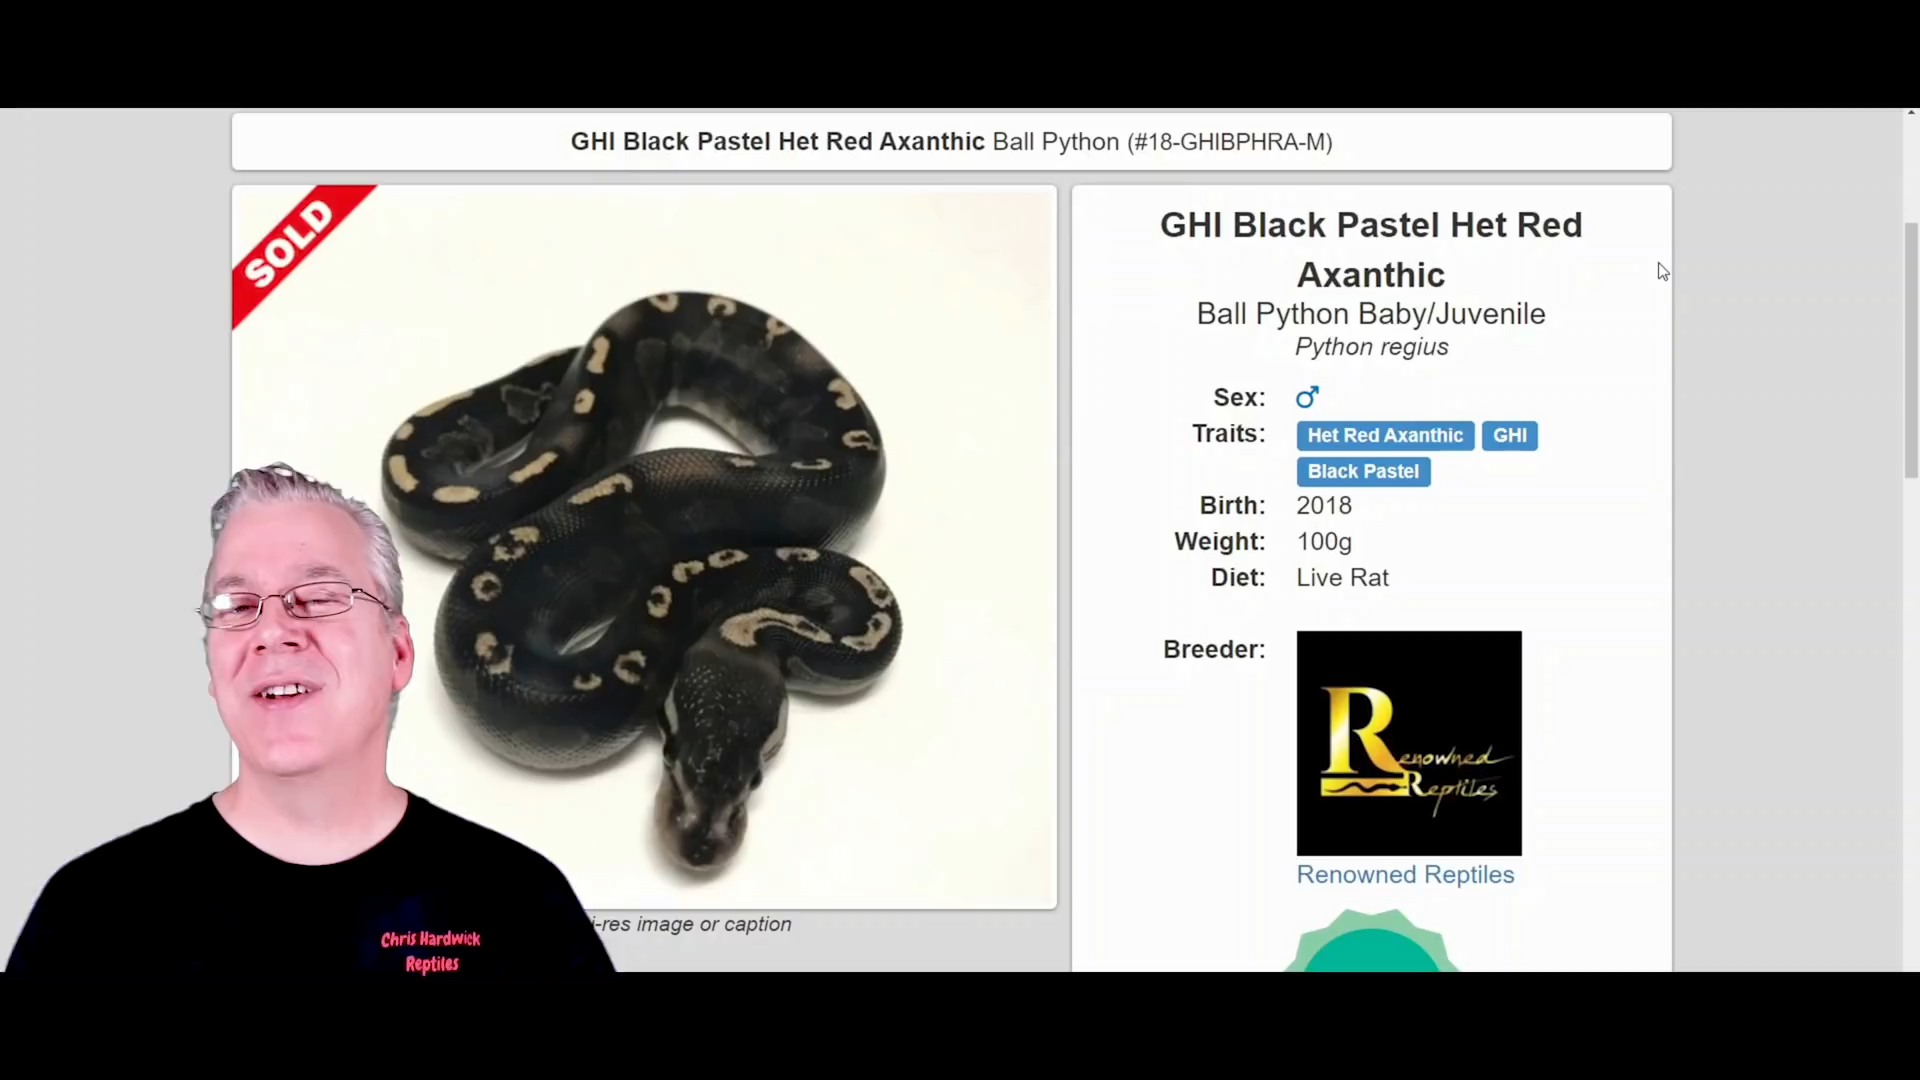 GHI Black Pastel Het Red Axanthic Ball Python (#18-GHIBPHRA-M)
SOLD
GHI Black Pastel Het Red
Axanthic
Ball Python Baby/Juvenile
Python regius
Sex: ♂
Traits: Het Red Axanthic GHI
Black Pastel
Birth: 2018
Weight: 100g
Diet: Live Rat
Breeder:
Renowned
Reptiles
Renowned Reptiles
i-res image or caption
Chris Hardwick
Reptiles